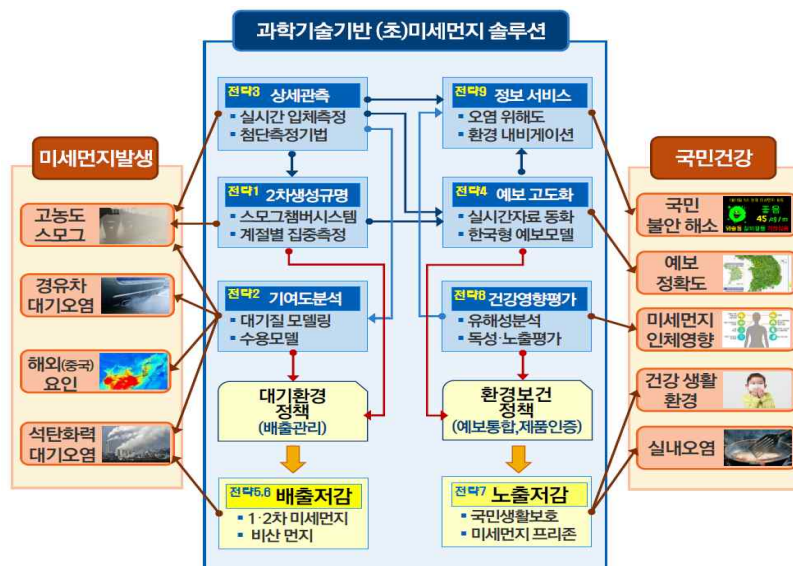 과학기술기반 (초)미세먼지 솔루션
미세먼지발생
고농도
스모그
경유차
대기오염
해외(중국)
요인
석탄화력
대기오염
전략3 상세관측
▪ 실시간 입체측정
▪ 첨단측정기법
전략1 2차생성규명
▪ 스모그챔버시스템
▪ 계절별 집중측정
전략2 기여도분석
▪ 대기질 모델링
▪ 수용모델
대기환경
정책
(배출관리)
전략5,6 배출저감
▪ 1·2차 미세먼지
▪ 비산 먼지
전략9 정보 서비스
▪ 오염 위해도
▪ 환경 내비게이션
전략4 예보 고도화
▪ 실시간자료 동화
▪ 한국형 예보모델
전략8 건강영향평가
▪ 유해성분석
▪ 독성·노출평가
환경보건
정책
(예보통합,제품인증)
전략7 노출저감
▪ 국민생활보호
▪ 미세먼지 프리존
국민건강
국민
불안 해소
좋음
45
예보
정확도
미세먼지
인체영향
건강 생활
환경
실내오염